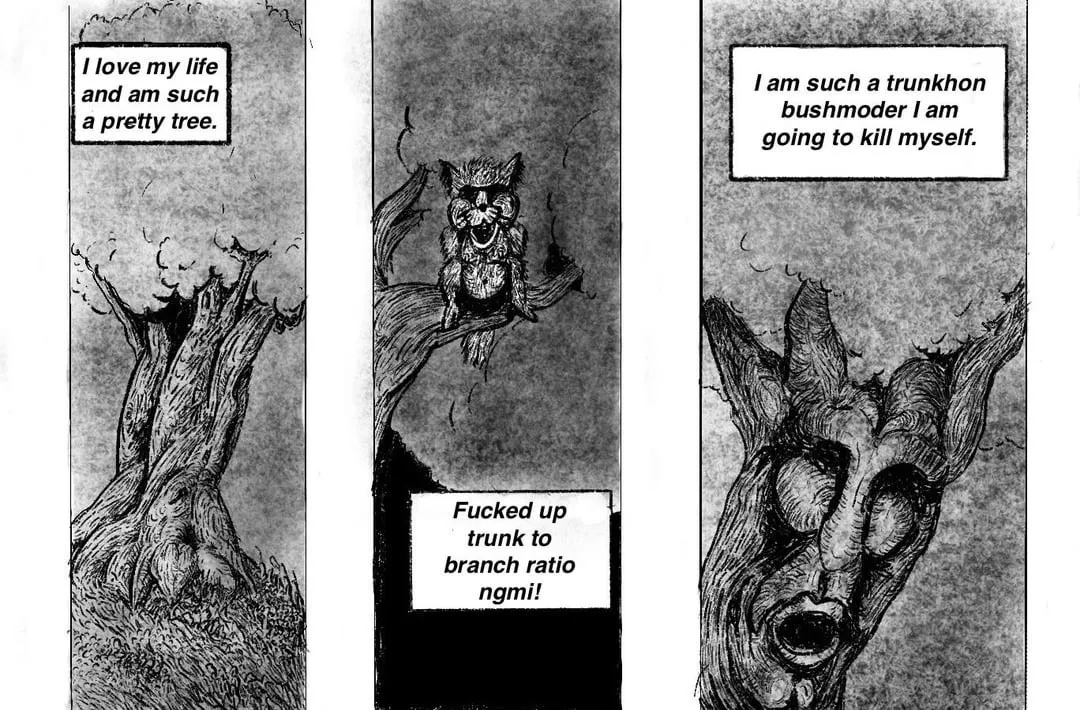 I love my life
and am such
a pretty tree.
Fucked up
trunk to
branch ratio
ngmi!
I am such a trunkhon
bushmoder I am
going to kill myself.